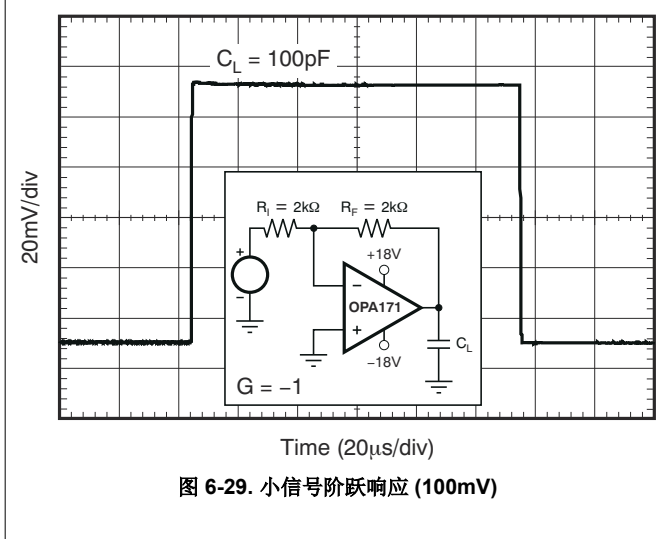 C_L = 100pF
20mV/div
R_I = 2kΩ
R_F = 2kΩ
+
−
+18V
−
OPA171
+
−18V
C_L
G = −1
Time (20μs/div)
图 6-29. 小信号阶跃响应 (100mV)